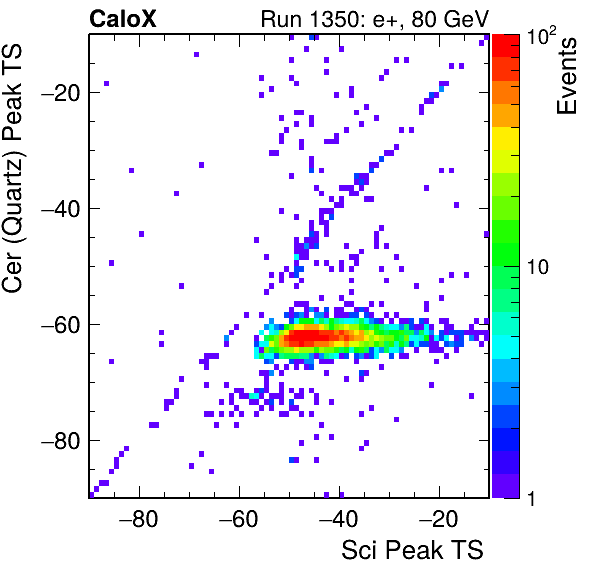 CaloX Run 1350: e+, 80 GeV
Cer (Quartz) Peak TS
−20
−40
−60
−80
−80 −60 −40 −20
Sci Peak TS
10²
10
1
Events